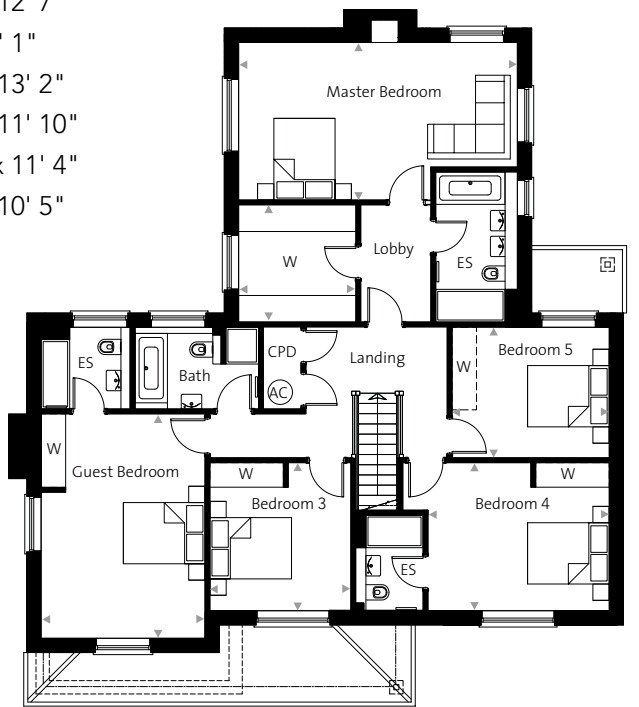 12' 7
' 1"
13' 2"
11' 10"
x 11' 4"
10' 5"
Master Bedroom
W
Lobby
ES
ES
Bath
CPD
AC
Landing
W
Bedroom 5
W
Guest Bedroom
W
Bedroom 3
W
Bedroom 4
ES